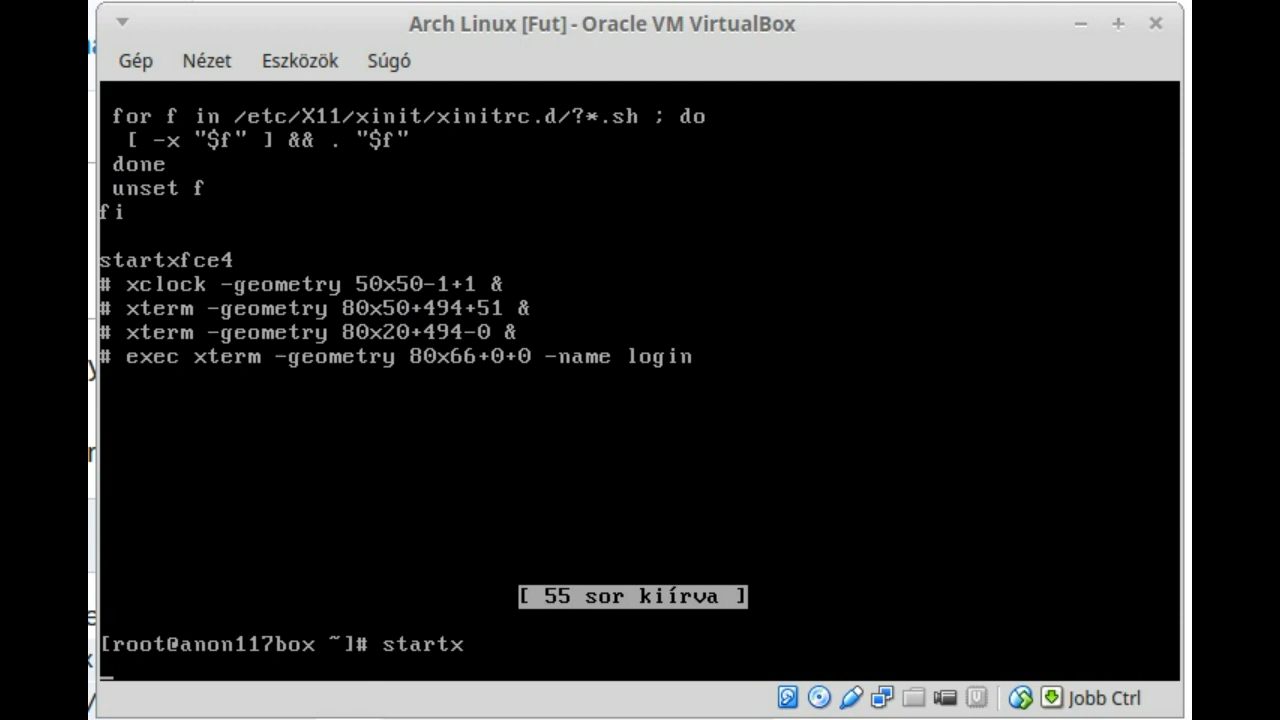 Arch Linux [Fut] - Oracle VM VirtualBox
Gép Nézet Eszközök Súgó
for f in /etc/X11/xinit/xinitrc.d/?*.sh ; do
[ -x "$f" ] && . "$f"
done
unset f
fi
startxfce4
# xclock -geometry 50x50-1+1 &
# xterm -geometry 80x50+494+51 &
# xterm -geometry 80x20+494-0 &
# exec xterm -geometry 80x66+0+0 -name login
[ 55 sor kiírva ]
[root@anon117box ~]# startx
Jobb Ctrl